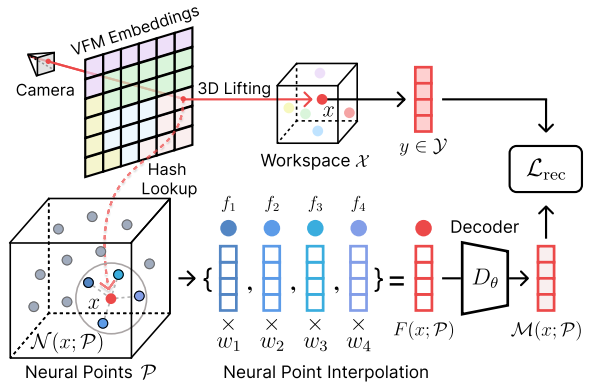 VFM Embeddings
Camera
3D Lifting
x
Workspace 𝒳
y ∈ 𝒴
ℒrec
Hash
Lookup
f₁ f₂ f₃ f₄
Decoder
x
{ , , , } =
Dθ
× × × ×
w₁ w₂ w₃ w₄
F(x; 𝒫)
ℳ(x; 𝒫)
𝒩(x; 𝒫)
Neural Points 𝒫
Neural Point Interpolation